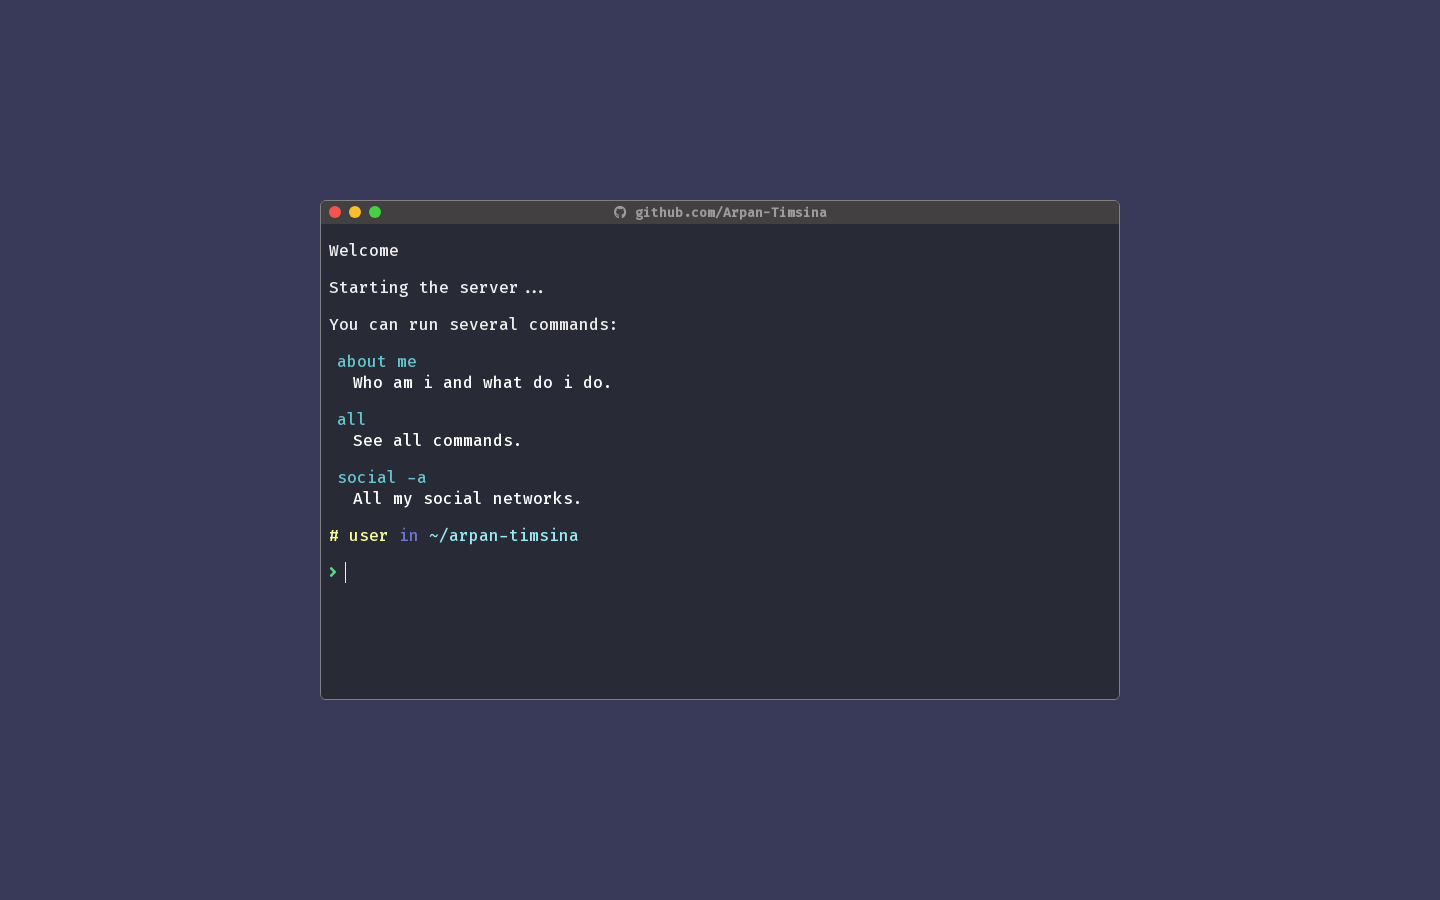 github.com/Arpan-Timsina
Welcome
Starting the server...
You can run several commands:
about me
Who am i and what do i do.
all
See all commands.
social -a
All my social networks.
# user in ~/arpan-timsina
❯